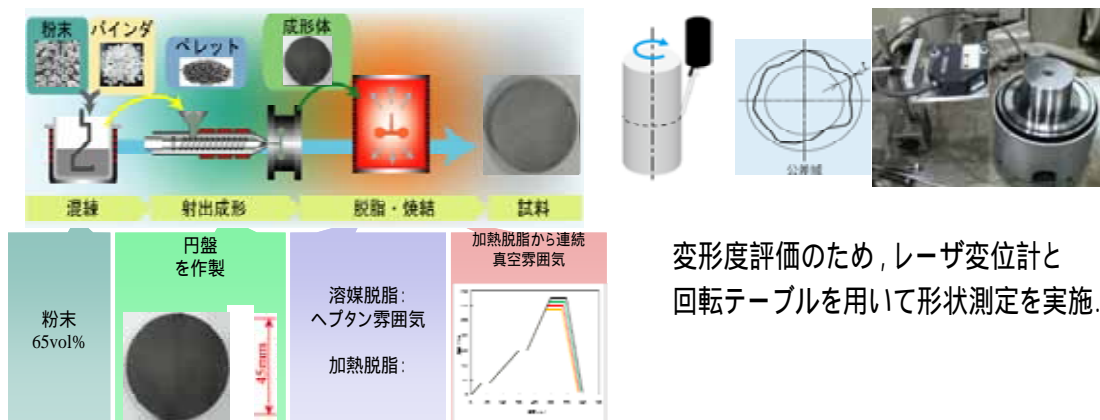 粉末
バインダ
ペレット
成形体
混練
射出成形
脱脂・焼結
試料
公差域
粉末
65vol%
円盤
を作製
45mm
溶媒脱脂:
ヘプタン雰囲気
加熱脱脂:
加熱脱脂から連続
真空雰囲気
変形度評価のため,レーザ変位計と
回転テーブルを用いて形状測定を実施.